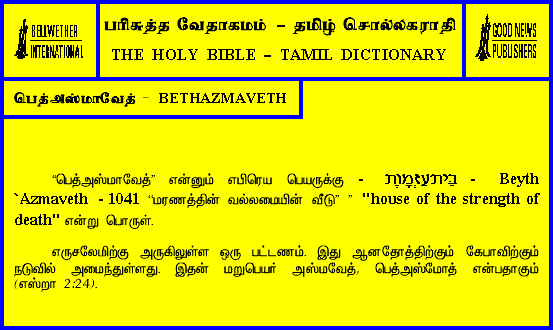 BELLWETHER
INTERNATIONAL
பரிசுத்த வேதாகமம் - தமிழ் சொல்லகராதி
THE HOLY BIBLE - TAMIL DICTIONARY
GOOD NEWS
PUBLISHERS
பெத்அஸ்மாவேத் - BETHAZMAVETH
“பெத்அஸ்மாவேத்” என்னும் எபிரெய பெயருக்கு - בֵּיתעַזְמָוֶת - Beyth
`Azmaveth - 1041 “மரணத்தின் வல்லமையின் வீடு” ” "house of the strength of
death" என்று பொருள்.
எருசலேமிற்கு அருகிலுள்ள ஒரு பட்டணம். இது ஆனதோத்திற்கும் கேபாவிற்கும்
நடுவில் அமைந்துள்ளது. இதன் மறுபெயர் அஸ்மவேத், பெத்அஸ்மோத் என்பதாகும்
(எஸ்றா 2:24).